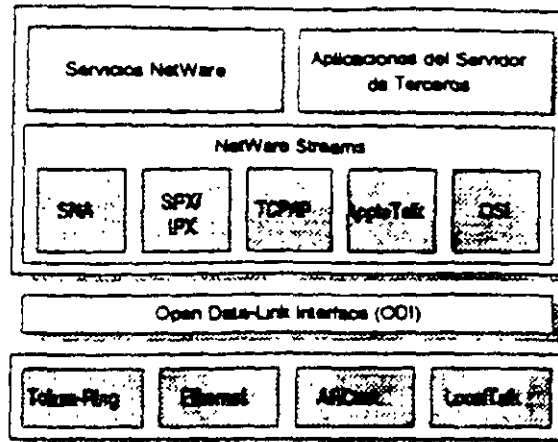 Servicios NetWare
Aplicaciones del Servidor
de Terceros
NetWare Streams
SNA
SPX/
IPX
TCP/IP
AppleTalk
OSI
Open Data-Link Interface (ODI)
Token-Ring
Ethernet
ARCnet
LocalTalk